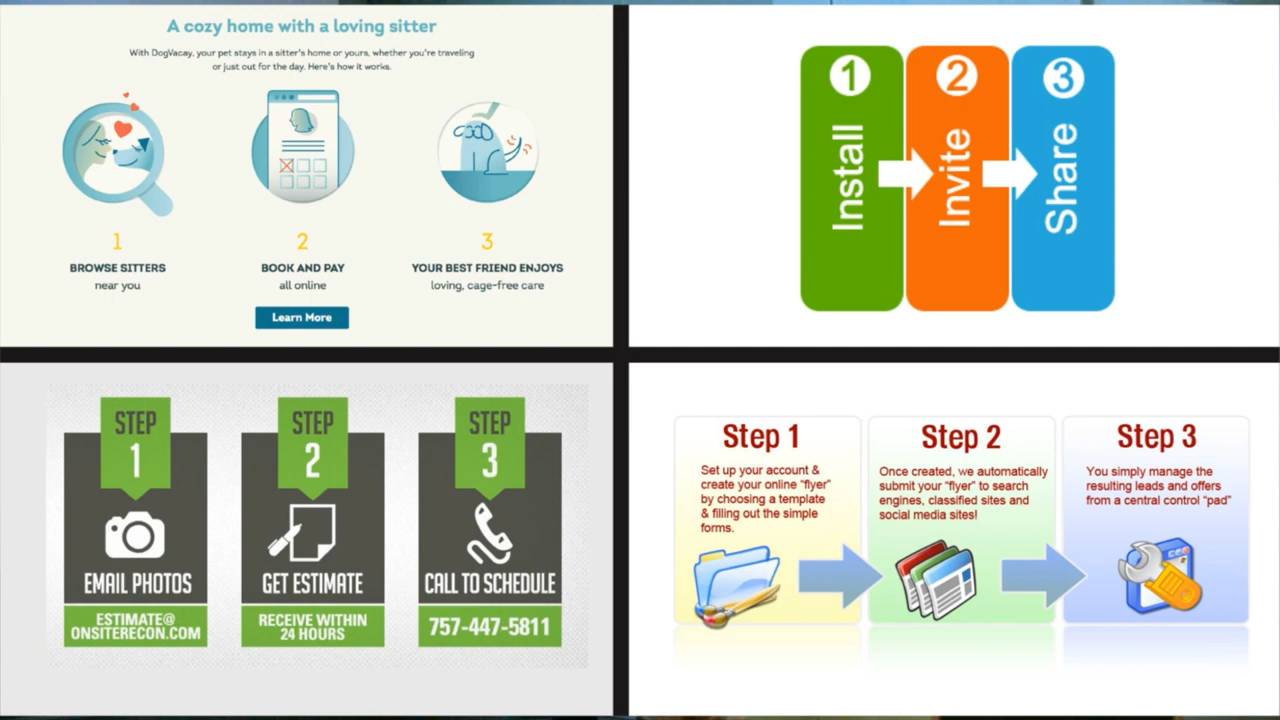 A cozy home with a loving sitter
With DogVacay, your pet stays in a sitter's home or yours, whether you're traveling
or just out for the day. Here's how it works.
1
BROWSE SITTERS
near you
2
BOOK AND PAY
all online
3
YOUR BEST FRIEND ENJOYS
loving, cage-free care
Learn More
1
Install
2
Invite
3
Share
STEP
1
EMAIL PHOTOS
ESTIMATE@
ONSITERECON.COM
STEP
2
GET ESTIMATE
RECEIVE WITHIN
24 HOURS
STEP
3
CALL TO SCHEDULE
757-447-5811
Step 1
Set up your account &
create your online "flyer"
by choosing a template
& filling out the simple
forms.
Step 2
Once created, we automatically
submit your "flyer" to search
engines, classified sites and
social media sites!
Step 3
You simply manage the
resulting leads and offers
from a central control "pad"